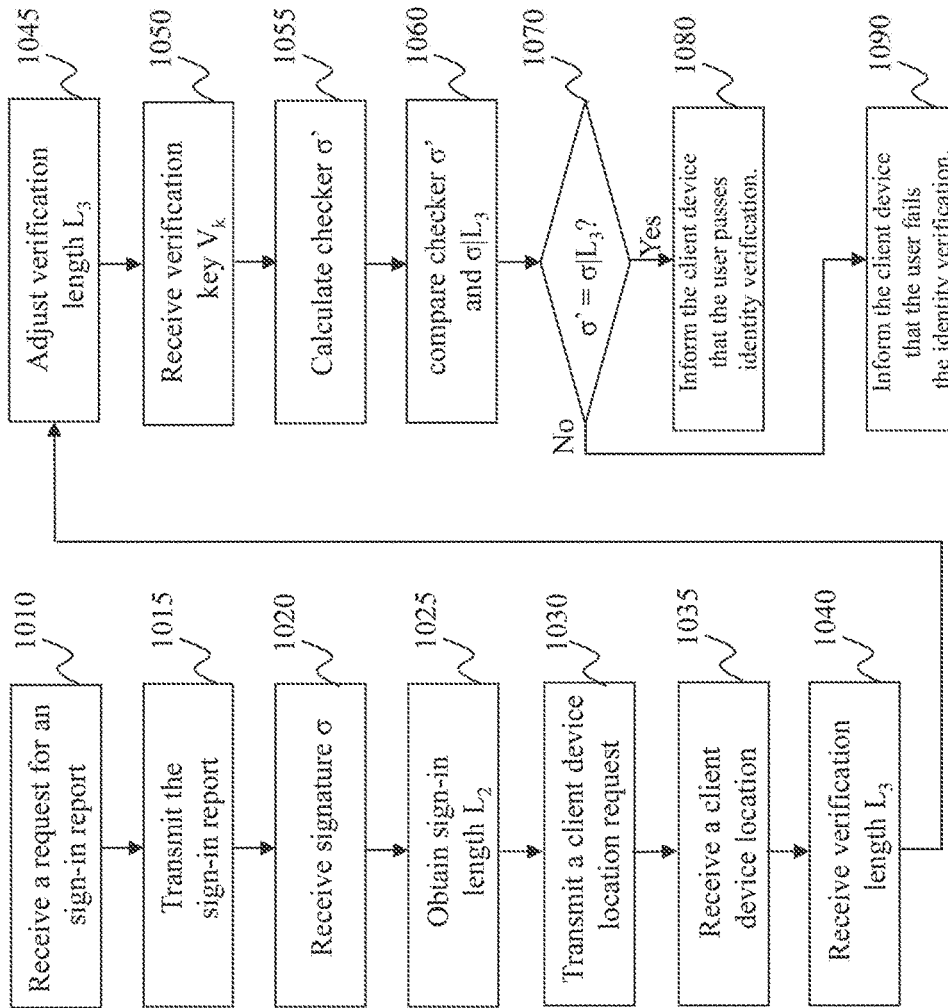 Receive a request for an
sign-in report
1010
Transmit the
sign-in report
1015
Receive signature σ
1020
Obtain sign-in
length L₂
1025
Transmit a client device
location request
1030
Receive a client
device location
1035
Receive verification
length L₃
1040
Adjust verification
length L₃
1045
Receive verification
key Vₖ
1050
Calculate checker σ'
1055
compare checker σ'
and σ|L₃
1060
σ' = σ|L₃?
1070
No
Yes
Inform the client device
that the user passes
identity verification.
1080
Inform the client device
that the user fails
the identity verification.
1090